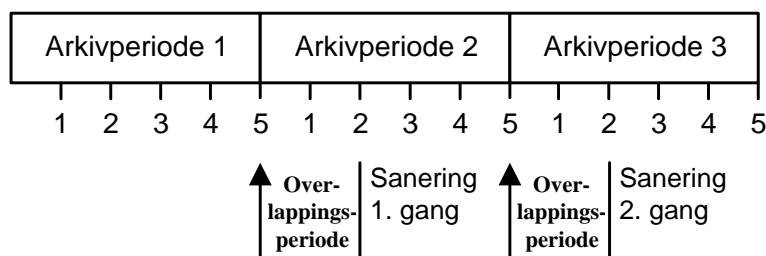 Arkivperiode 1 Arkivperiode 2 Arkivperiode 3
1 2 3 4 5 1 2 3 4 5 1 2 3 4 5
Over-
lappings-
periode
Sanering
1. gang
Over-
lappings-
periode
Sanering
2. gang